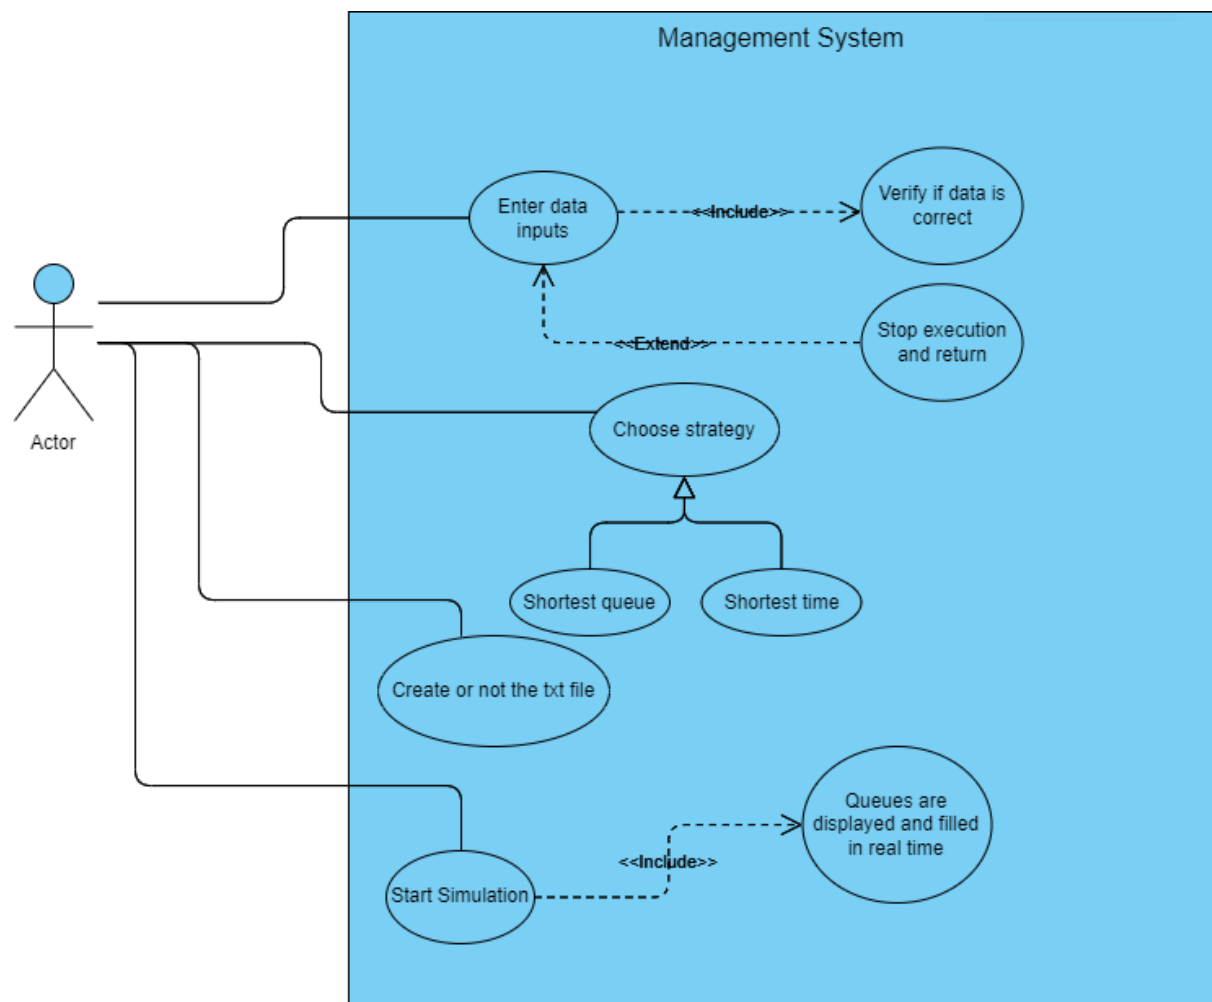 Management System
Enter data
inputs
<<Include>>
Verify if data is
correct
<<Extend>>
Stop execution
and return
Actor
Choose strategy
Shortest queue
Shortest time
Create or not the txt file
Queues are
displayed and filled
in real time
<<Include>>
Start Simulation